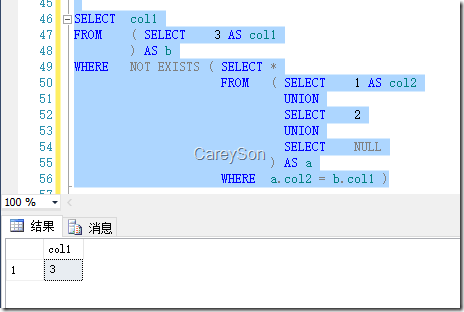 45
46 SELECT col1
47 FROM ( SELECT 3 AS col1
48 ) AS b
49 WHERE NOT EXISTS ( SELECT *
50 FROM ( SELECT 1 AS col2
51 UNION
52 SELECT 2
53 UNION
54 SELECT NULL
55 ) AS a
56 WHERE a.col2 = b.col1 )
57
CareySon
100 %
结果 消息
col1
1 3